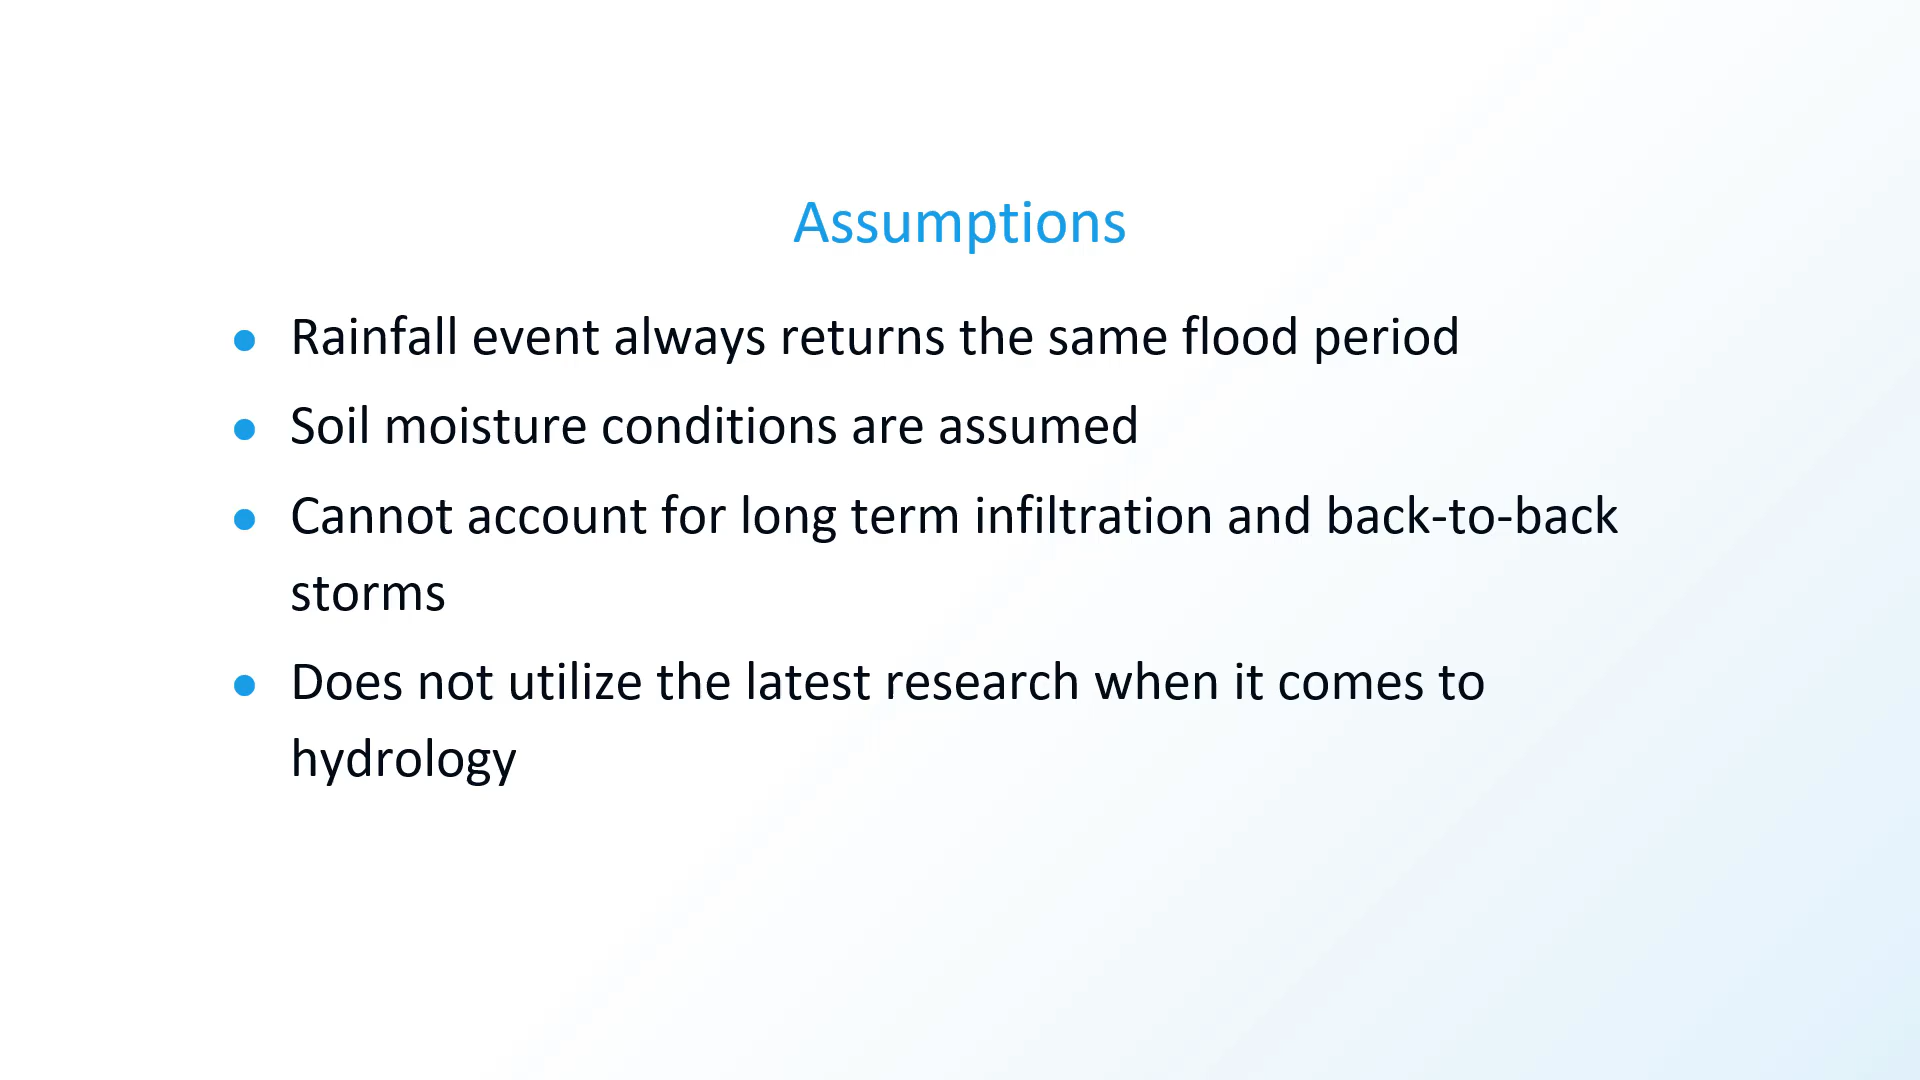 Assumptions
● Rainfall event always returns the same flood period
● Soil moisture conditions are assumed
● Cannot account for long term infiltration and back-to-back
storms
● Does not utilize the latest research when it comes to
hydrology